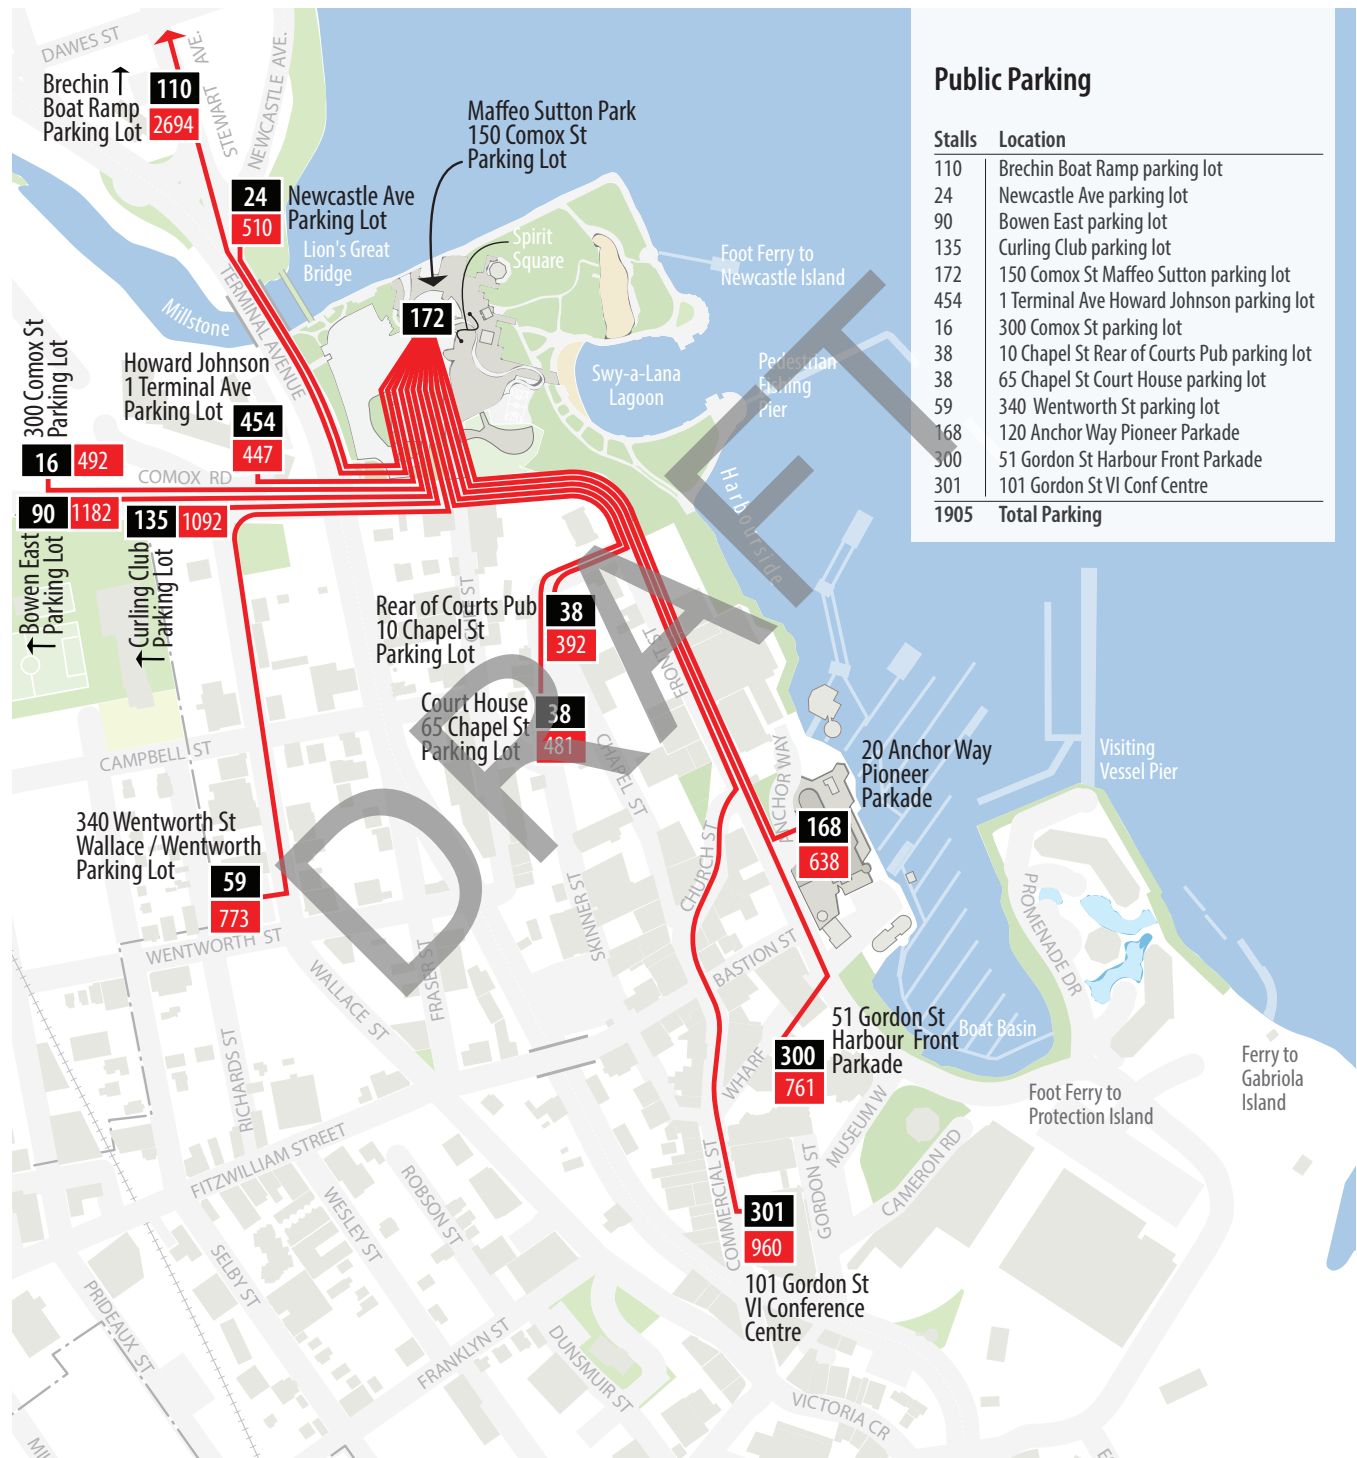 DAWES ST
AVE.
STEWART
NEWCASTLE AVE.
Brechin
Boat Ramp
Parking Lot
110
2694
Maffeo Sutton Park
150 Comox St
Parking Lot
24
510
Newcastle Ave
Parking Lot
Lion's Great
Bridge
Spirit
Square
Foot Ferry to
Newcastle Island
Millstone
TERMINAL AVENUE
172
Swy-a-Lana
Lagoon
Pedestrian
Fishing
Pier
300 Comox St
Parking Lot
Howard Johnson
1 Terminal Ave
Parking Lot
454
447
16
492
COMOX RD
90
1182
135
1092
Bowen East
Parking Lot
Curling Club
Parking Lot
Harbourside
Rear of Courts Pub
10 Chapel St
Parking Lot
38
392
FRONT ST
Court House
65 Chapel St
Parking Lot
38
481
CHAPEL ST
CAMPBELL ST
ANCHOR WAY
20 Anchor Way
Pioneer
Parkade
168
638
Visiting
Vessel Pier
340 Wentworth St
Wallace / Wentworth
Parking Lot
59
773
CHURCH ST
SKINNER ST
WENTWORTH ST
WALLACE ST
FRASER ST
BASTION ST
PROMENADE DR
51 Gordon St
Harbour Front
Parkade
300
761
Boat Basin
WHARF
MUSEUM W
Foot Ferry to
Protection Island
Ferry to
Gabriola
Island
RICHARDS ST
FITZWILLIAM STREET
ROBSON ST
WESLEY ST
SELBY ST
PRIDEAUX ST
COMMERCIAL ST
GORDON ST
CAMERON RD
301
960
101 Gordon St
VI Conference
Centre
FRANKLYN ST
DUNSMUIR ST
VICTORIA CR
DRAFT
Public Parking
Stalls Location
110 Brechin Boat Ramp parking lot
24 Newcastle Ave parking lot
90 Bowen East parking lot
135 Curling Club parking lot
172 150 Comox St Maffeo Sutton parking lot
454 1 Terminal Ave Howard Johnson parking lot
16 300 Comox St parking lot
38 10 Chapel St Rear of Courts Pub parking lot
38 65 Chapel St Court House parking lot
59 340 Wentworth St parking lot
168 120 Anchor Way Pioneer Parkade
300 51 Gordon St Harbour Front Parkade
301 101 Gordon St VI Conf Centre
1905 Total Parking